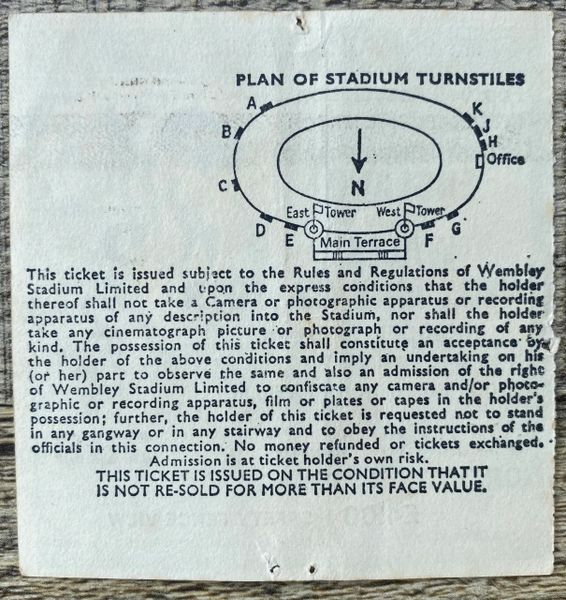 PLAN OF STADIUM TURNSTILES
A
K
B
J
H
Office
C
N
East Tower
West Tower
D
E
F
G
Main Terrace
This ticket is issued subject to the Rules and Regulations of Wembley
Stadium Limited and upon the express conditions that the holder
thereof shall not take a Camera or photographic apparatus or recording
apparatus of any description into the Stadium, nor shall the holder
take any cinematograph picture or photograph or recording of any
kind. The possession of this ticket shall constitute an acceptance by
the holder of the above conditions and imply an undertaking on his
(or her) part to observe the same and also an admission of the right
of Wembley Stadium Limited to confiscate any camera and/or photo-
graphic or recording apparatus, film or plates or tapes in the holder's
possession; further, the holder of this ticket is requested not to stand
in any gangway or in any stairway and to obey the instructions of the
officials in this connection. No money refunded or tickets exchanged.
Admission is at ticket holder's own risk.
THIS TICKET IS ISSUED ON THE CONDITION THAT IT
IS NOT RE-SOLD FOR MORE THAN ITS FACE VALUE.